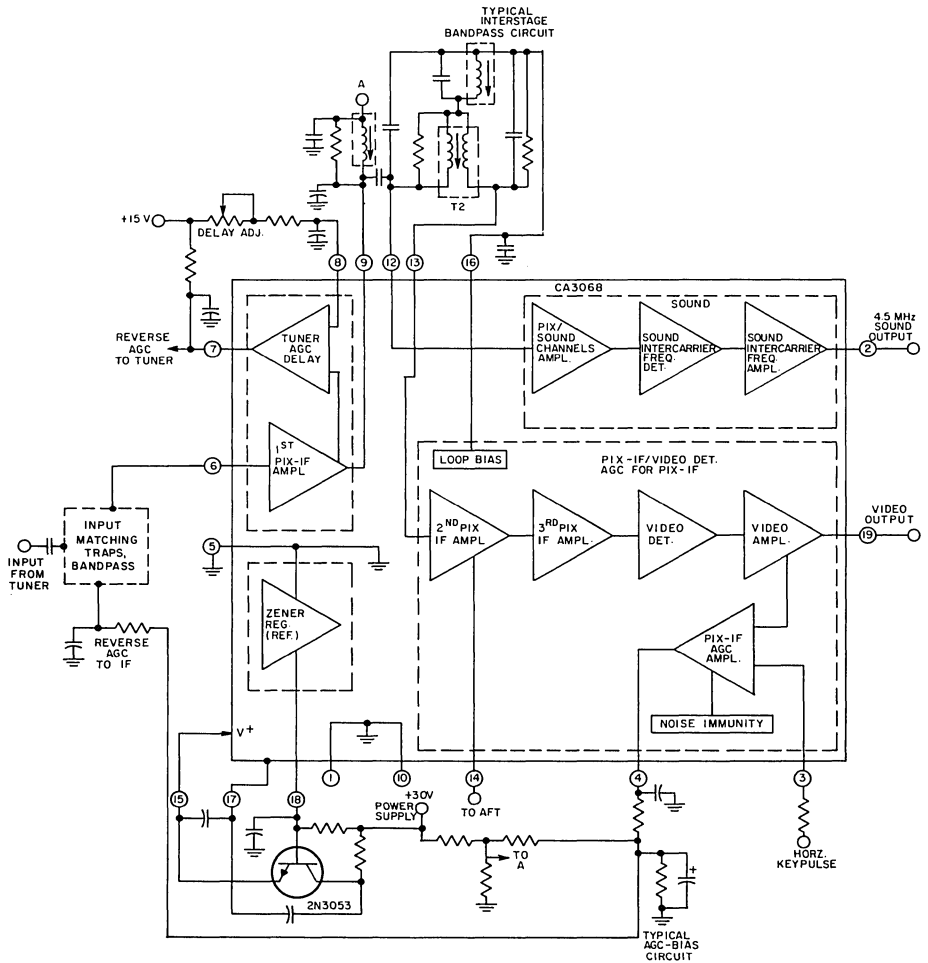 TYPICAL
INTERSTAGE
BANDPASS CIRCUIT
A
T2
+15V
DELAY ADJ.
8
9
12
13
16
CA3068
SOUND
PIX/
SOUND
CHANNELS
AMPL.
SOUND
INTERCARRIER
FREQ.
DET.
SOUND
INTERCARRIER
FREQ.
AMPL.
2
4.5 MHz
SOUND
OUTPUT
REVERSE
AGC
TO TUNER
7
TUNER
AGC
DELAY
1ST
PIX-IF
AMPL
6
LOOP BIAS
PIX-IF/VIDEO DET.
AGC FOR PIX-IF
2ND PIX
IF AMPL
3RD PIX
IF AMPL.
VIDEO
DET.
VIDEO
AMPL.
19
VIDEO
OUTPUT
INPUT
MATCHING
TRAPS,
BANDPASS
INPUT
FROM
TUNER
5
ZENER
REG.
(REF.)
REVERSE
AGC
TO IF
PIX-IF
AGC
AMPL.
NOISE IMMUNITY
V+
1
10
14
4
3
15
17
18
TO AFT
+30V
POWER
SUPPLY
TO
A
HORZ.
KEYPULSE
2N3053
+
TYPICAL
AGC-BIAS
CIRCUIT